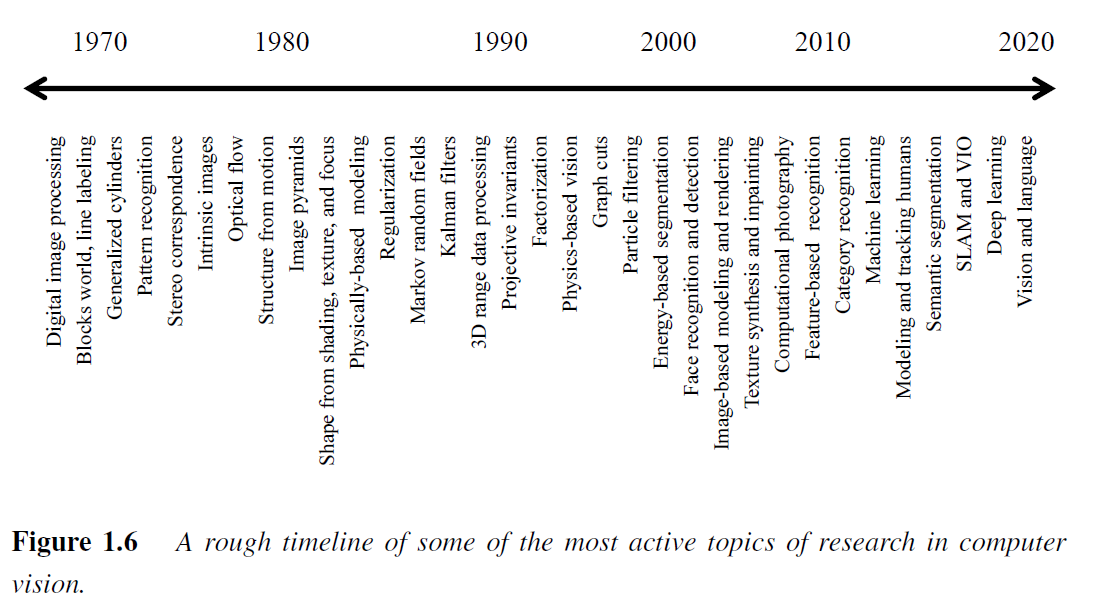 1970 1980 1990 2000 2010 2020
Digital image processing
Blocks world, line labeling
Generalized cylinders
Pattern recognition
Stereo correspondence
Intrinsic images
Optical flow
Structure from motion
Image pyramids
Shape from shading, texture, and focus
Physically-based modeling
Regularization
Markov random fields
Kalman filters
3D range data processing
Projective invariants
Factorization
Physics-based vision
Graph cuts
Particle filtering
Energy-based segmentation
Face recognition and detection
Image-based modeling and rendering
Texture synthesis and inpainting
Computational photography
Feature-based recognition
Category recognition
Machine learning
Modeling and tracking humans
Semantic segmentation
SLAM and VIO
Deep learning
Vision and language
Figure 1.6 A rough timeline of some of the most active topics of research in computer
vision.